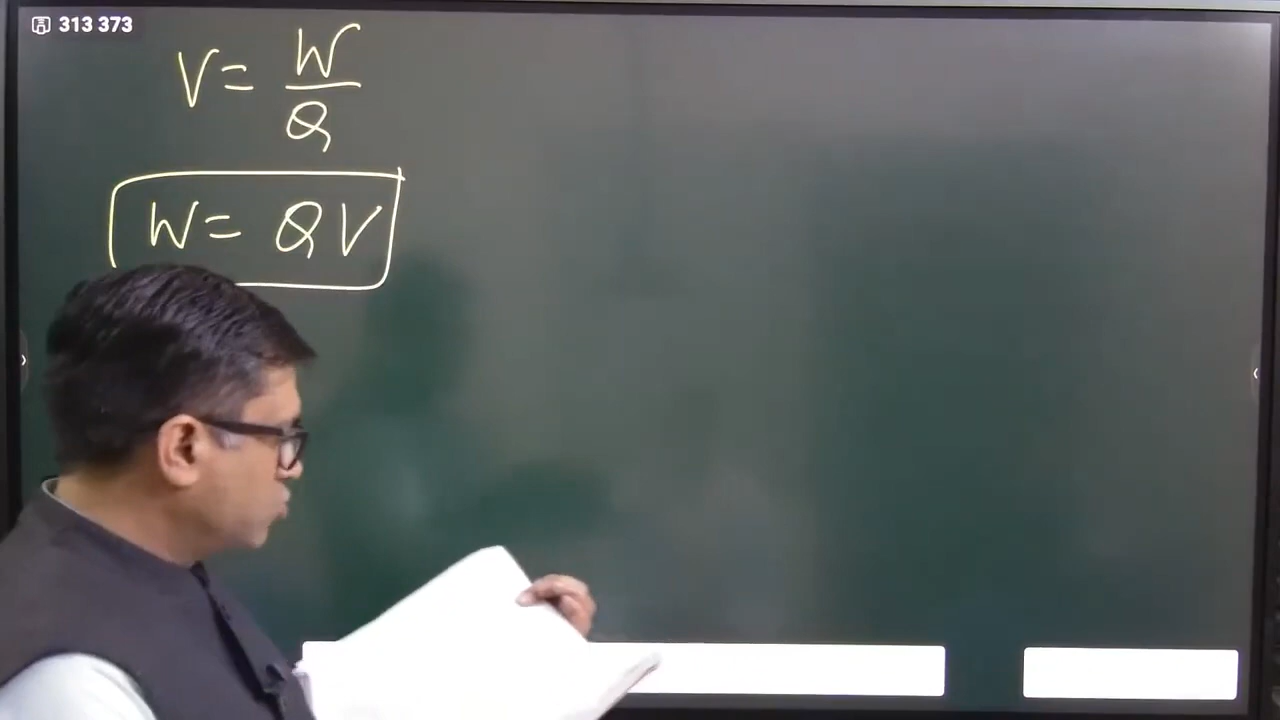 313 373
V = W/Q
W = QV